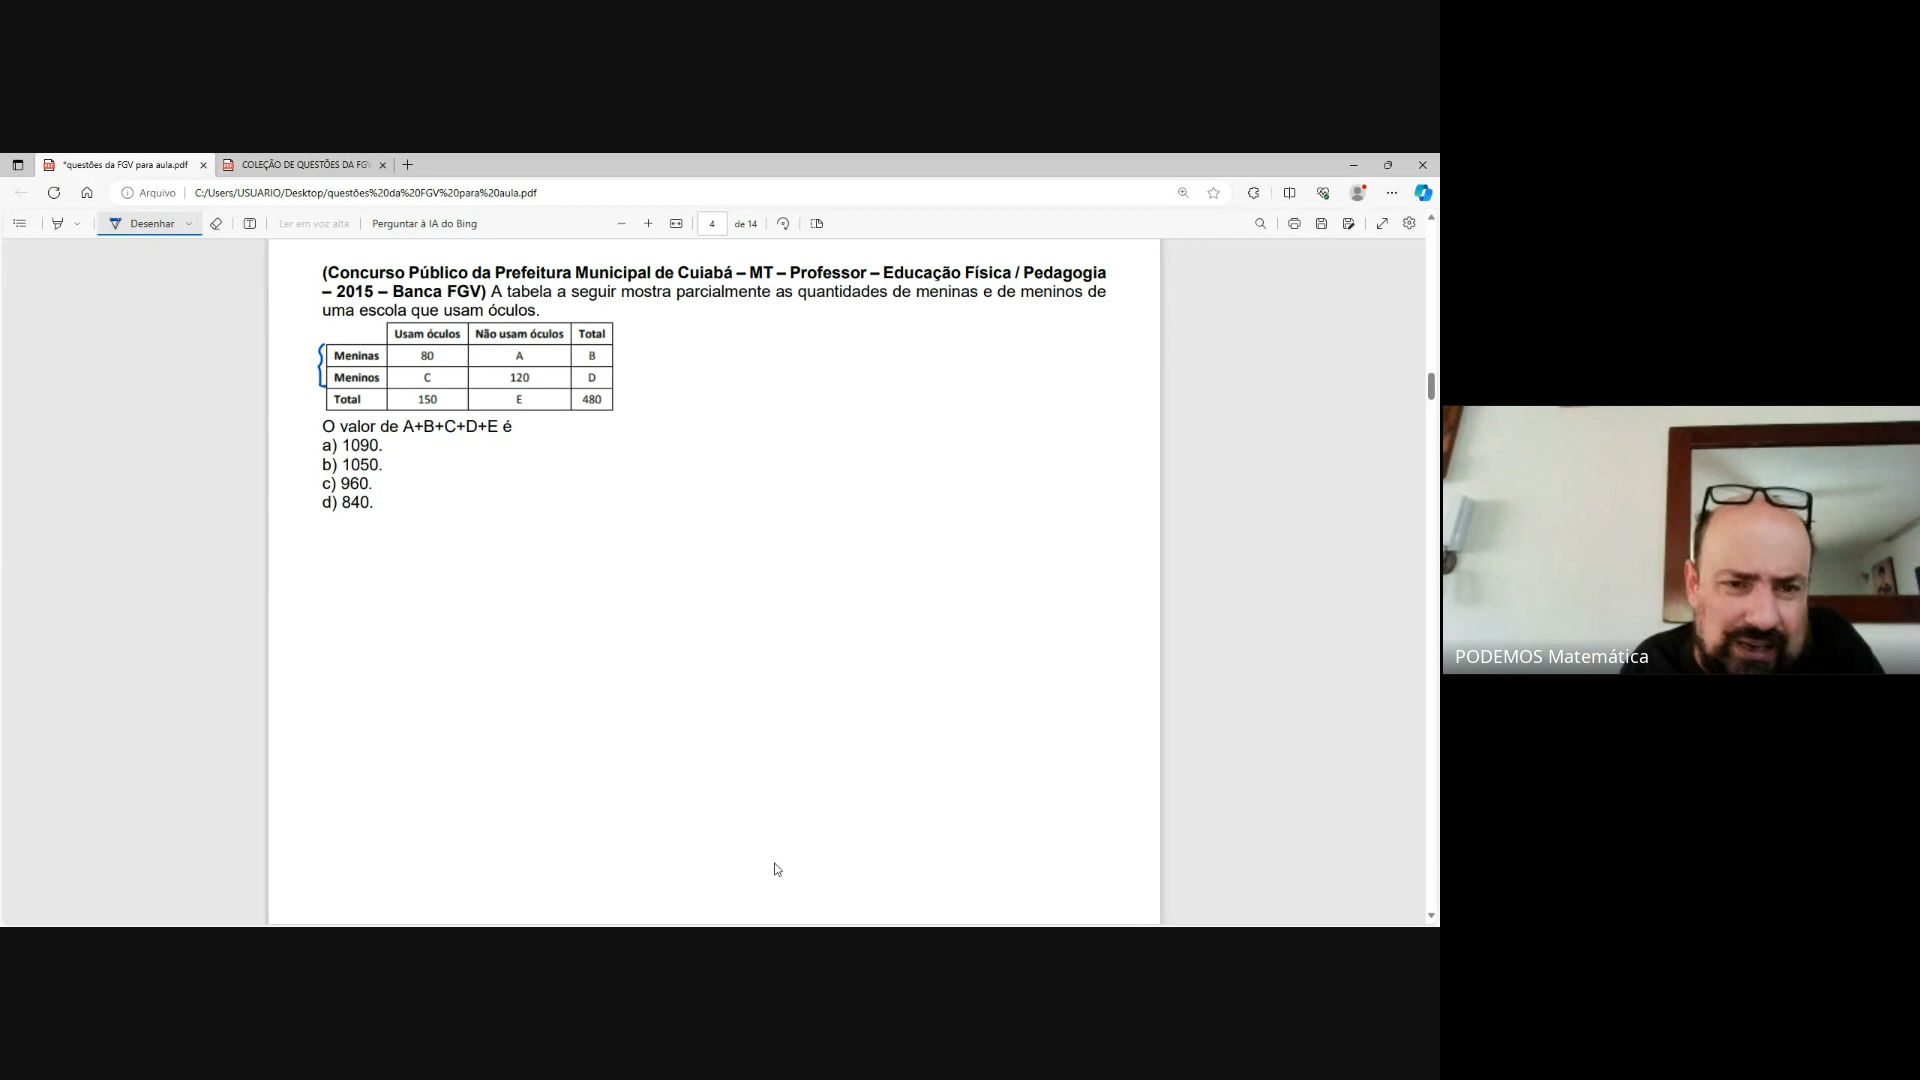 *questões da FGV para aula.pdf
COLEÇÃO DE QUESTÕES DA FGV
Arquivo
C:/Users/USUARIO/Desktop/questões%20da%20FGV%20para%20aula.pdf
Desenhar
Ler em voz alta
Perguntar à IA do Bing
4
de 14
(Concurso Público da Prefeitura Municipal de Cuiabá – MT – Professor – Educação Física / Pedagogia
– 2015 – Banca FGV) A tabela a seguir mostra parcialmente as quantidades de meninas e de meninos de
uma escola que usam óculos.
Usam óculos Não usam óculos Total
Meninas 80 A B
Meninos C 120 D
Total 150 E 480
O valor de A+B+C+D+E é
a) 1090.
b) 1050.
c) 960.
d) 840.
PODEMOS Matemática